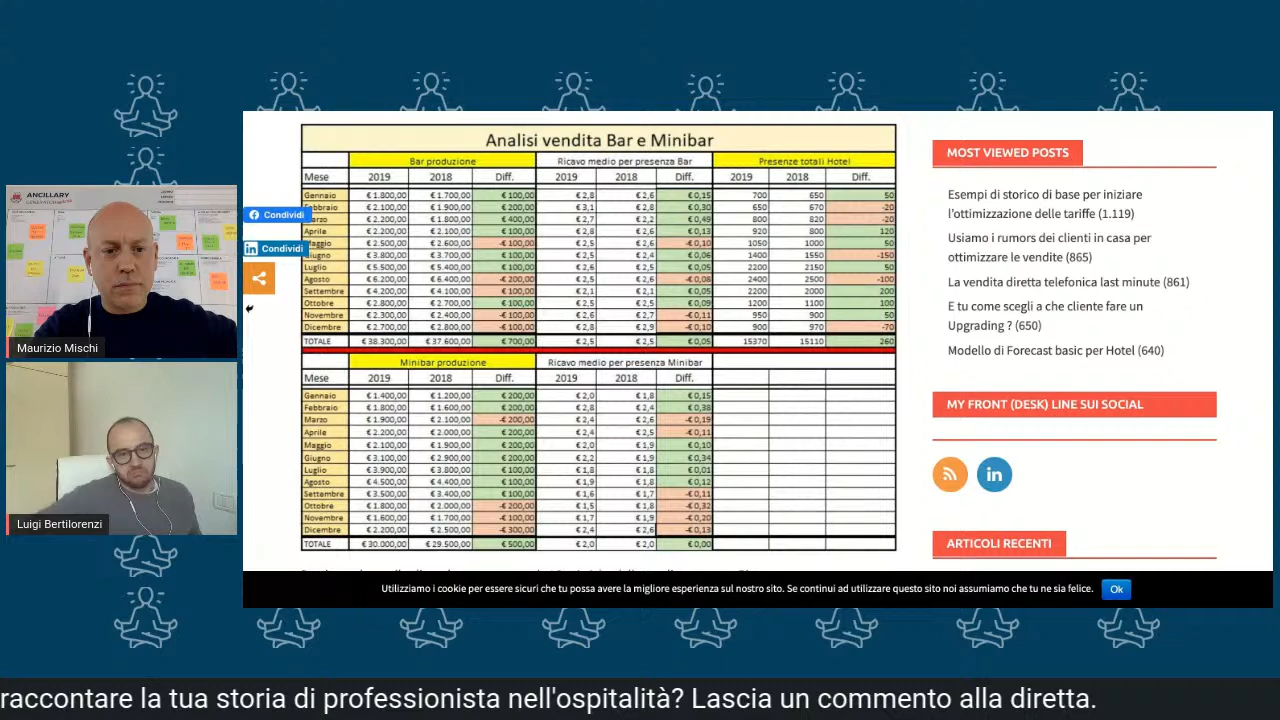 ANCILLARY
Maurizio Mischi
Luigi Bertilorenzi
Condividi
Condividi
Analisi vendita Bar e Minibar
Bar produzione Ricavo medio per presenza Bar Presenze totali Hotel
Mese 2019 2018 Diff. 2019 2018 Diff. 2019 2018 Diff.
Gennaio € 1.800,00 € 1.700,00 € 100,00 € 2,8 € 2,6 € 0,15 700 650 50
€ 2.100,00 € 1.900,00 € 200,00 € 3,1 € 2,8 € 0,30 650 670 -20
€ 2.200,00 € 1.800,00 € 400,00 € 2,7 € 2,2 € 0,49 800 820 -20
Aprile € 2.200,00 € 2.100,00 € 100,00 € 2,8 € 2,6 € 0,13 920 800 120
€ 2.500,00 € 2.600,00 -€ 100,00 € 2,5 € 2,6 -€ 0,10 1050 1000 50
€ 3.800,00 € 3.700,00 € 100,00 € 2,5 € 2,4 € 0,06 1400 1550 -150
Luglio € 5.500,00 € 5.400,00 € 100,00 € 2,6 € 2,5 € 0,05 2200 2150 50
Agosto € 6.200,00 € 6.400,00 -€ 200,00 € 2,5 € 2,6 -€ 0,08 2400 2500 -100
Settembre € 4.200,00 € 4.100,00 € 100,00 € 2,1 € 2,1 € 0,05 2200 2000 200
Ottobre € 2.800,00 € 2.700,00 € 100,00 € 2,5 € 2,5 € 0,09 1200 1100 100
Novembre € 2.300,00 € 2.400,00 -€ 100,00 € 2,6 € 2,7 -€ 0,11 950 900 50
Dicembre € 2.700,00 € 2.800,00 -€ 100,00 € 2,8 € 2,9 -€ 0,10 900 970 -70
TOTALE € 38.300,00 € 37.600,00 € 700,00 € 2,5 € 2,5 € 0,05 15370 15110 260
Minibar produzione Ricavo medio per presenza Minibar
Mese 2019 2018 Diff. 2019 2018 Diff.
Gennaio € 1.400,00 € 1.200,00 € 200,00 € 2,0 € 1,8 € 0,15
Febbraio € 1.800,00 € 1.600,00 € 200,00 € 2,8 € 2,4 € 0,38
Marzo € 1.900,00 € 2.100,00 -€ 200,00 € 2,4 € 2,6 -€ 0,19
Aprile € 2.200,00 € 2.000,00 € 200,00 € 2,4 € 2,5 -€ 0,11
Maggio € 2.100,00 € 1.900,00 € 200,00 € 2,0 € 1,9 € 0,10
Giugno € 3.100,00 € 2.900,00 € 200,00 € 2,2 € 1,9 € 0,34
Luglio € 3.900,00 € 3.800,00 € 100,00 € 1,8 € 1,8 € 0,01
Agosto € 4.500,00 € 4.400,00 € 100,00 € 1,9 € 1,8 € 0,12
Settembre € 3.500,00 € 3.400,00 € 100,00 € 1,6 € 1,7 -€ 0,11
Ottobre € 1.800,00 € 2.000,00 -€ 200,00 € 1,5 € 1,8 -€ 0,32
Novembre € 1.600,00 € 1.700,00 -€ 100,00 € 1,7 € 1,9 -€ 0,20
Dicembre € 2.200,00 € 2.500,00 -€ 300,00 € 2,4 € 2,6 -€ 0,13
TOTALE € 30.000,00 € 29.500,00 € 500,00 € 2,0 € 2,0 € 0,00
MOST VIEWED POSTS
Esempi di storico di base per iniziare
l'ottimizzazione delle tariffe (1.119)
Usiamo i rumors dei clienti in casa per
ottimizzare le vendite (865)
La vendita diretta telefonica last minute (861)
E tu come scegli a che cliente fare un
Upgrading ? (650)
Modello di Forecast basic per Hotel (640)
MY FRONT (DESK) LINE SUI SOCIAL
ARTICOLI RECENTI
Utilizziamo i cookie per essere sicuri che tu possa avere la migliore esperienza sul nostro sito. Se continui ad utilizzare questo sito noi assumiamo che tu ne sia felice. Ok
raccontare la tua storia di professionista nell'ospitalità? Lascia un commento alla diretta.